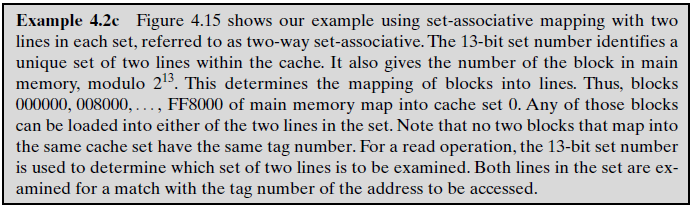 Example 4.2c Figure 4.15 shows our example using set-associative mapping with two
lines in each set, referred to as two-way set-associative. The 13-bit set number identifies a
unique set of two lines within the cache. It also gives the number of the block in main
memory, modulo 2¹³. This determines the mapping of blocks into lines. Thus, blocks
000000, 008000, . . . , FF8000 of main memory map into cache set 0. Any of those blocks
can be loaded into either of the two lines in the set. Note that no two blocks that map into
the same cache set have the same tag number. For a read operation, the 13-bit set number
is used to determine which set of two lines is to be examined. Both lines in the set are ex-
amined for a match with the tag number of the address to be accessed.